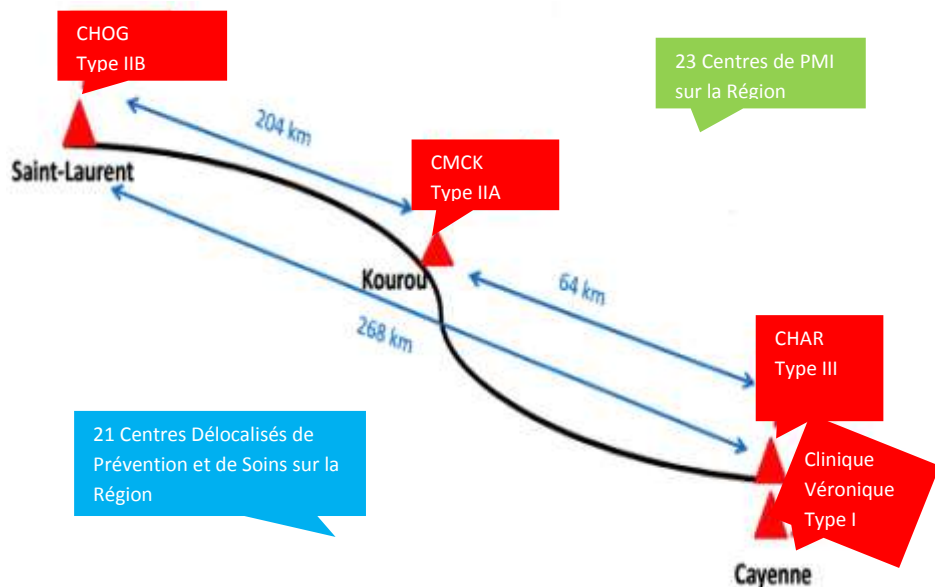 CHOG
Type IIB
23 Centres de PMI
sur la Région
204 km
CMCK
Type IIA
Saint-Laurent
Kourou
64 km
268 km
CHAR
Type III
21 Centres Délocalisés de
Prévention et de Soins sur la
Région
Clinique
Véronique
Type I
Cayenne